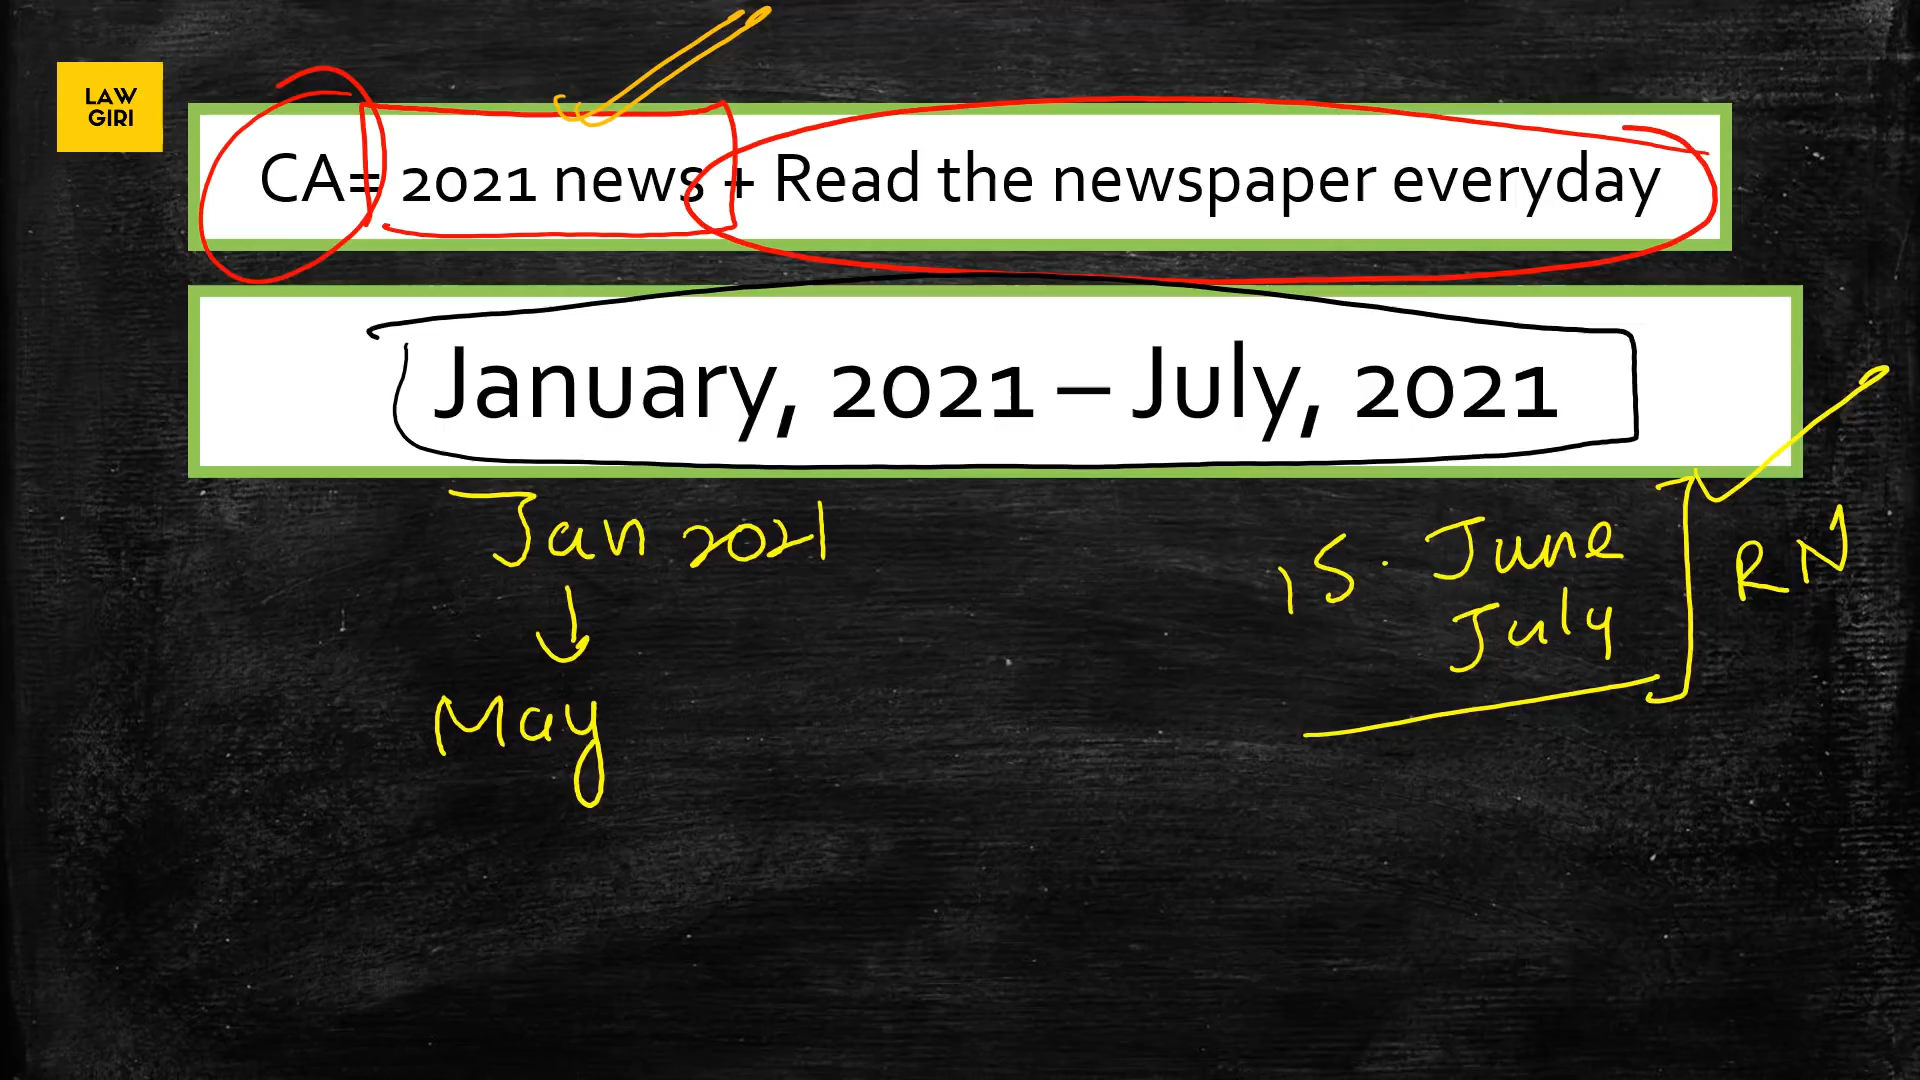 LAW
GIRI
CA= 2021 news + Read the newspaper everyday
January, 2021 – July, 2021
Jan 2021
May
15. June
July
RN